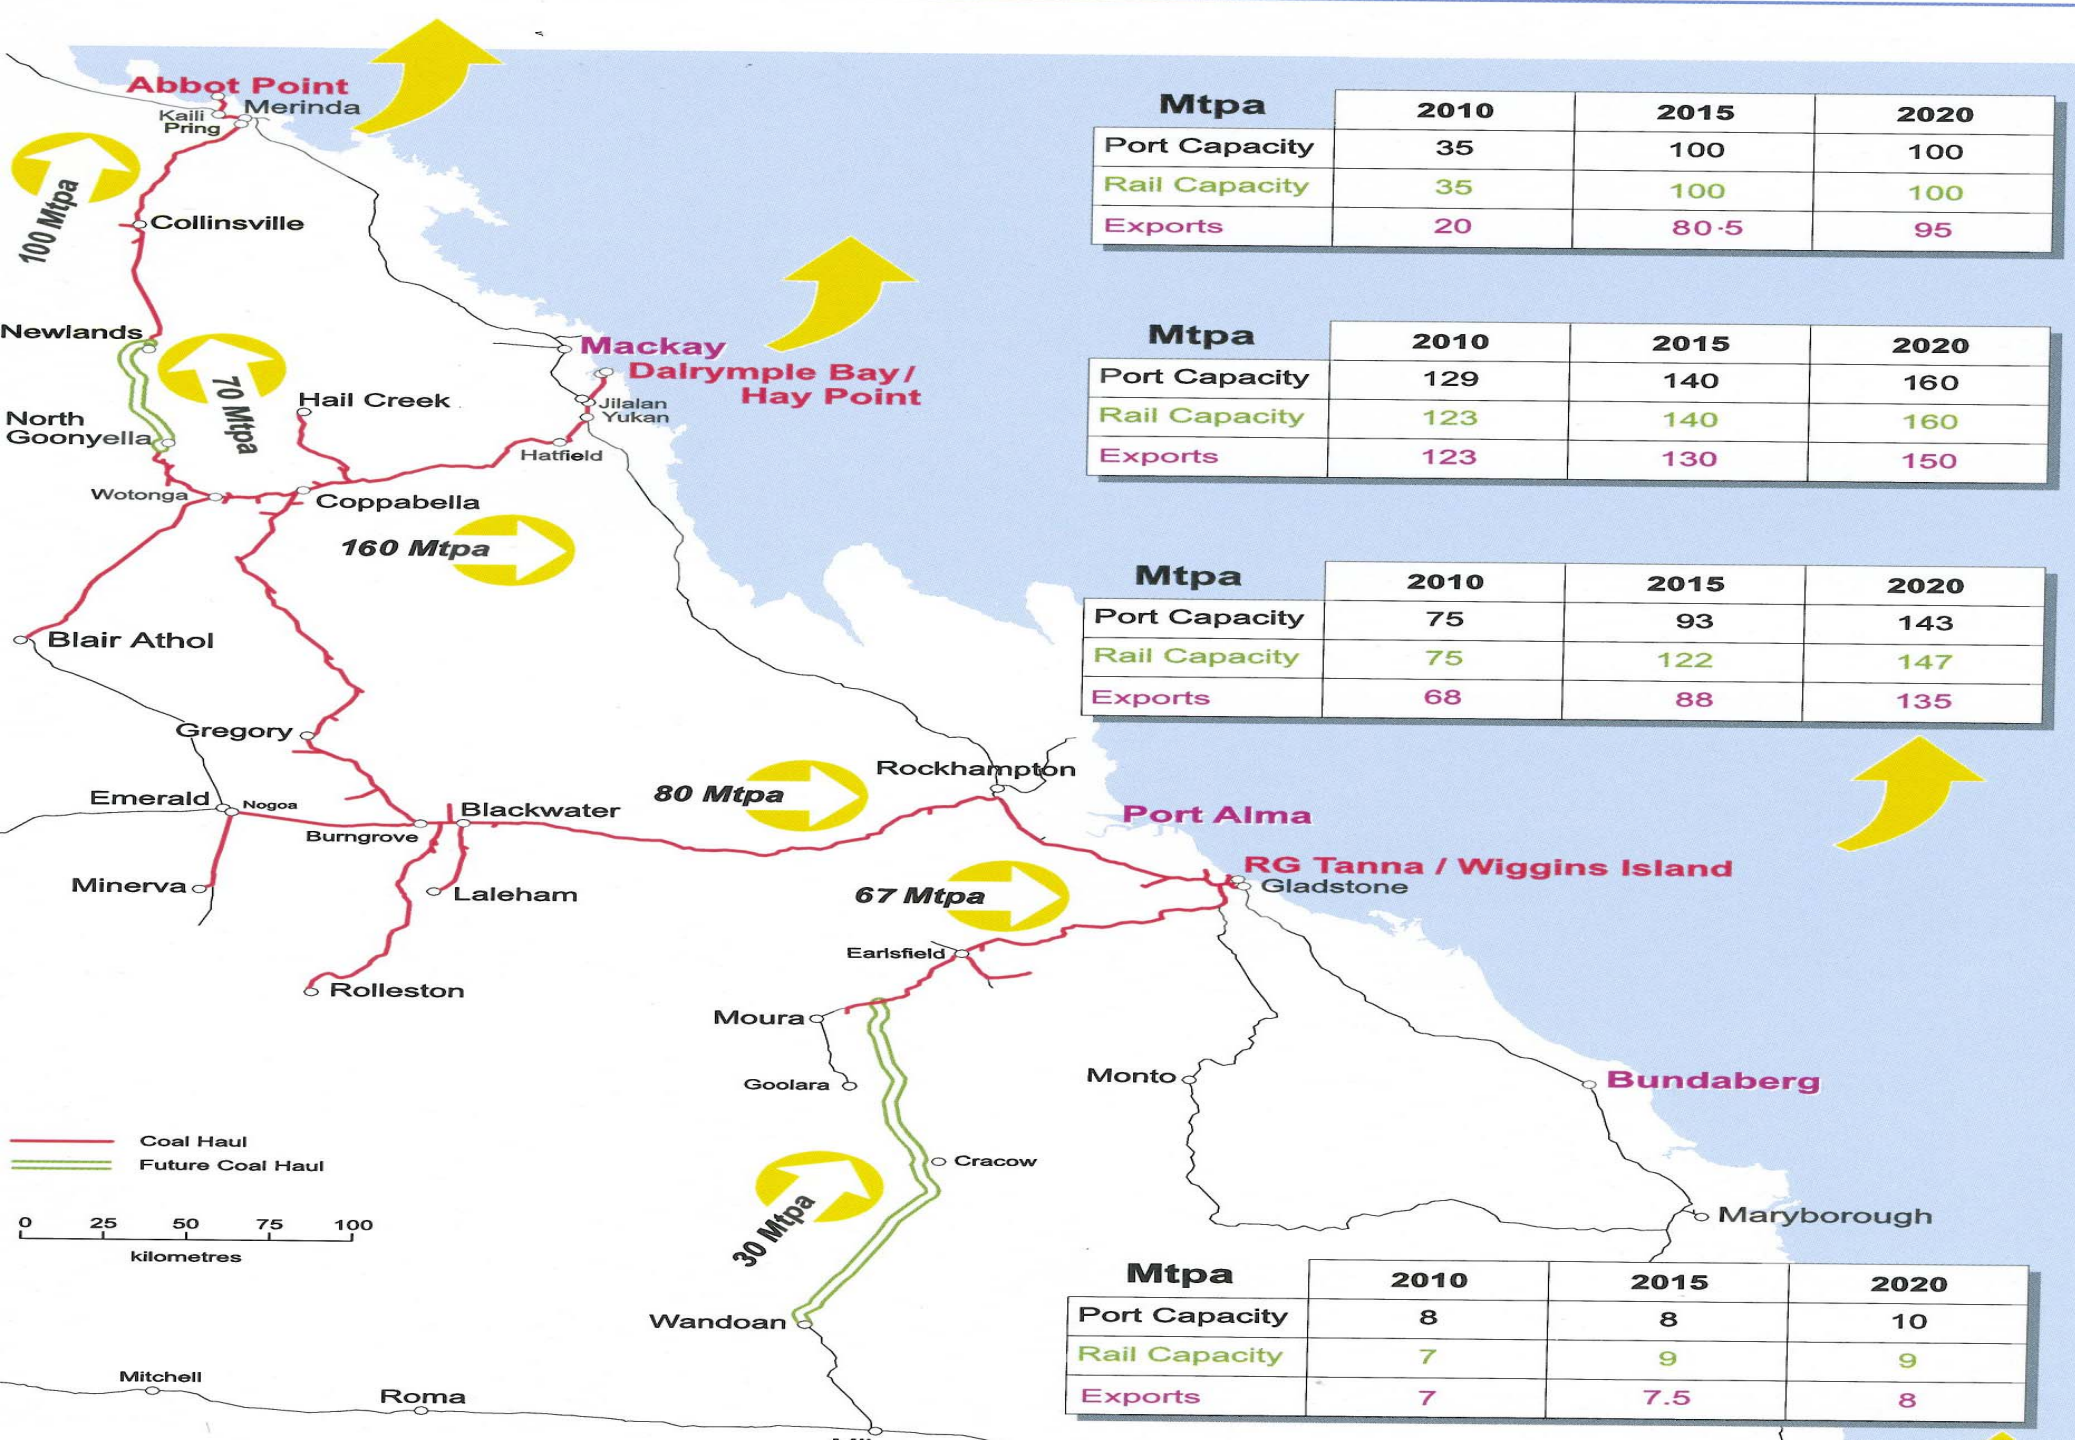 Abbot Point
Merinda
Kaili
Pring
100 Mtpa
Collinsville
Newlands
70 Mtpa
North
Goonyella
Hail Creek
Mackay
Dalrymple Bay/
Hay Point
Jilalan
Yukan
Hatfield
Wotonga
Coppabella
160 Mtpa
Blair Athol
Gregory
Emerald
Nogoa
Burngrove
Blackwater
Minerva
Laleham
Rolleston
80 Mtpa
Rockhampton
Port Alma
RG Tanna / Wiggins Island
Gladstone
67 Mtpa
Earlsfield
Moura
Goolara
Monto
Bundaberg
Cracow
30 Mtpa
Maryborough
Wandoan
Mitchell
Roma
Coal Haul
Future Coal Haul
0 25 50 75 100
kilometres
Mtpa 2010 2015 2020
Port Capacity 35 100 100
Rail Capacity 35 100 100
Exports 20 80·5 95
Mtpa 2010 2015 2020
Port Capacity 129 140 160
Rail Capacity 123 140 160
Exports 123 130 150
Mtpa 2010 2015 2020
Port Capacity 75 93 143
Rail Capacity 75 122 147
Exports 68 88 135
Mtpa 2010 2015 2020
Port Capacity 8 8 10
Rail Capacity 7 9 9
Exports 7 7.5 8